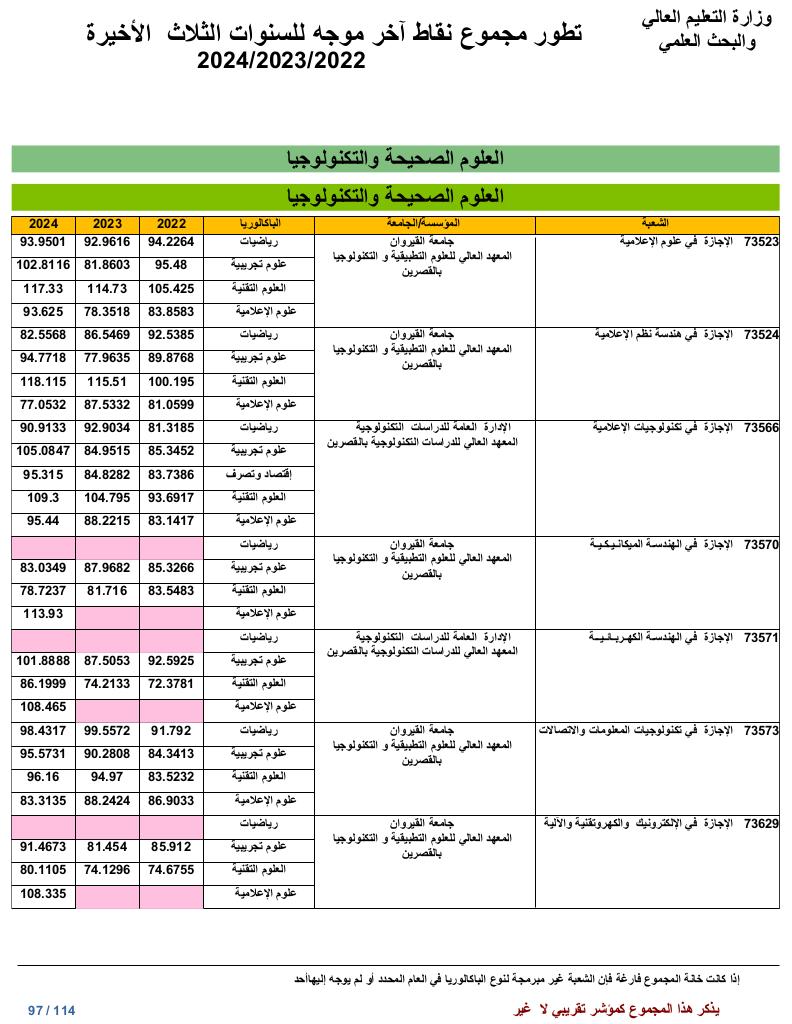 وزارة التعليم العالي
والبحث العلمي
تطور مجموع نقاط آخر موجه للسنوات الثلاث الأخيرة
2024/2023/2022
العلوم الصحيحة والتكنولوجيا
العلوم الصحيحة والتكنولوجيا
الشعبة المؤسسة/الجامعة الباكالوريا 2022 2023 2024
73523 الإجازة في علوم الإعلامية جامعة القيروان رياضيات 94.2264 92.9616 93.9501
المعهد العالي للعلوم التطبيقية و التكنولوجيا علوم تجريبية 95.48 81.8603 102.8116
بالقصرين
العلوم التقنية 105.425 114.73 117.33
علوم الإعلامية 83.8583 78.3518 93.625
73524 الإجازة في هندسة نظم الإعلامية جامعة القيروان رياضيات 92.5385 86.5469 82.5568
المعهد العالي للعلوم التطبيقية و التكنولوجيا علوم تجريبية 89.8768 77.9635 94.7718
بالقصرين
العلوم التقنية 100.195 115.51 118.115
علوم الإعلامية 81.0599 87.5332 77.0532
73566 الإجازة في تكنولوجيات الإعلامية الإدارة العامة للدراسات التكنولوجية رياضيات 81.3185 92.9034 90.9133
المعهد العالي للدراسات التكنولوجية بالقصرين علوم تجريبية 85.3452 84.9515 105.0847
إقتصاد وتصرف 83.7386 84.8282 95.315
العلوم التقنية 93.6917 104.795 109.3
علوم الإعلامية 83.1417 88.2215 95.44
73570 الإجازة في الهندسة الميكانيكية جامعة القيروان رياضيات
المعهد العالي للعلوم التطبيقية و التكنولوجيا علوم تجريبية 85.3266 87.9682 83.0349
بالقصرين
العلوم التقنية 83.5483 81.716 78.7237
علوم الإعلامية 113.93
73571 الإجازة في الهندسة الكهربائية الإدارة العامة للدراسات التكنولوجية رياضيات
المعهد العالي للدراسات التكنولوجية بالقصرين علوم تجريبية 92.5925 87.5053 101.8888
العلوم التقنية 72.3781 74.2133 86.1999
علوم الإعلامية 108.465
73573 الإجازة في تكنولوجيات المعلومات والاتصالات جامعة القيروان رياضيات 91.792 99.5572 98.4317
المعهد العالي للعلوم التطبيقية و التكنولوجيا علوم تجريبية 84.3413 90.2808 95.5731
بالقصرين
العلوم التقنية 83.5232 94.97 96.16
علوم الإعلامية 86.9033 88.2424 83.3135
73629 الإجازة في الإلكترونيك والكهروتقنية والآلية جامعة القيروان رياضيات
المعهد العالي للعلوم التطبيقية و التكنولوجيا علوم تجريبية 85.912 81.454 91.4673
بالقصرين
العلوم التقنية 74.6755 74.1296 80.1105
علوم الإعلامية 108.335
إذا كانت خانة المجموع فارغة فإن الشعبة غير مبرمجة لنوع الباكالوريا في العام المحدد أو لم يوجه إليهاأحد
يذكر هذا المجموع كمؤشر تقريبي لا غير
97 / 114